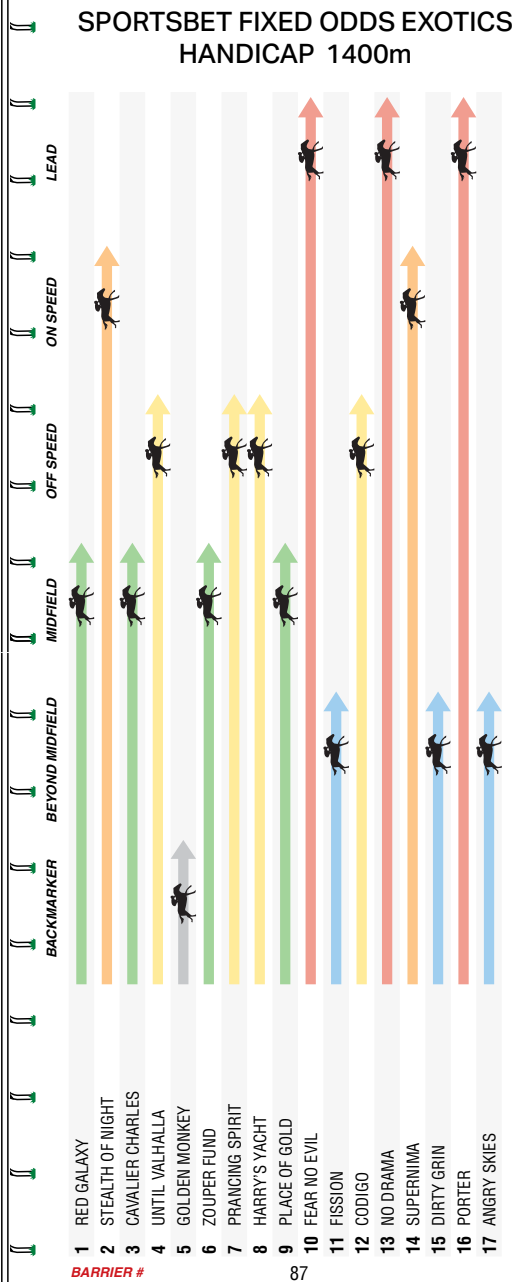 SPORTSBET FIXED ODDS EXOTICS
HANDICAP 1400m
LEAD
ON SPEED
OFF SPEED
MIDFIELD
BEYOND MIDFIELD
BACKMARKER
1 RED GALAXY
2 STEALTH OF NIGHT
3 CAVALIER CHARLES
4 UNTIL VALHALLA
5 GOLDEN MONKEY
6 ZOUPER FUND
7 PRANCING SPIRIT
8 HARRY'S YACHT
9 PLACE OF GOLD
10 FEAR NO EVIL
11 FISSION
12 CODIGO
13 NO DRAMA
14 SUPERNIMA
15 DIRTY GRIN
16 PORTER
17 ANGRY SKIES
BARRIER #
87